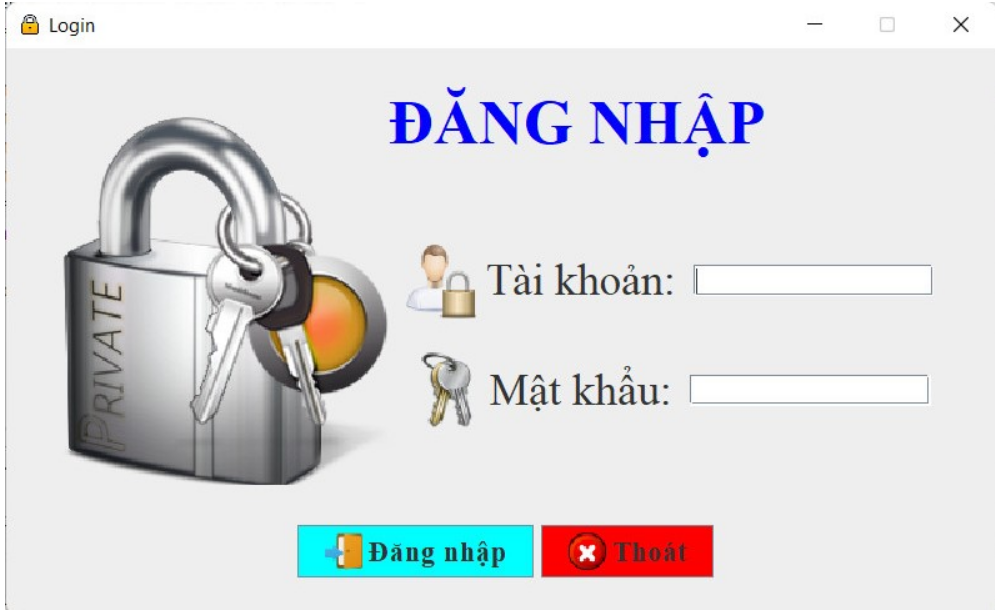 Login
ĐĂNG NHẬP
PRIVATE
Tài khoản:
Mật khẩu:
Đăng nhập
Thoát